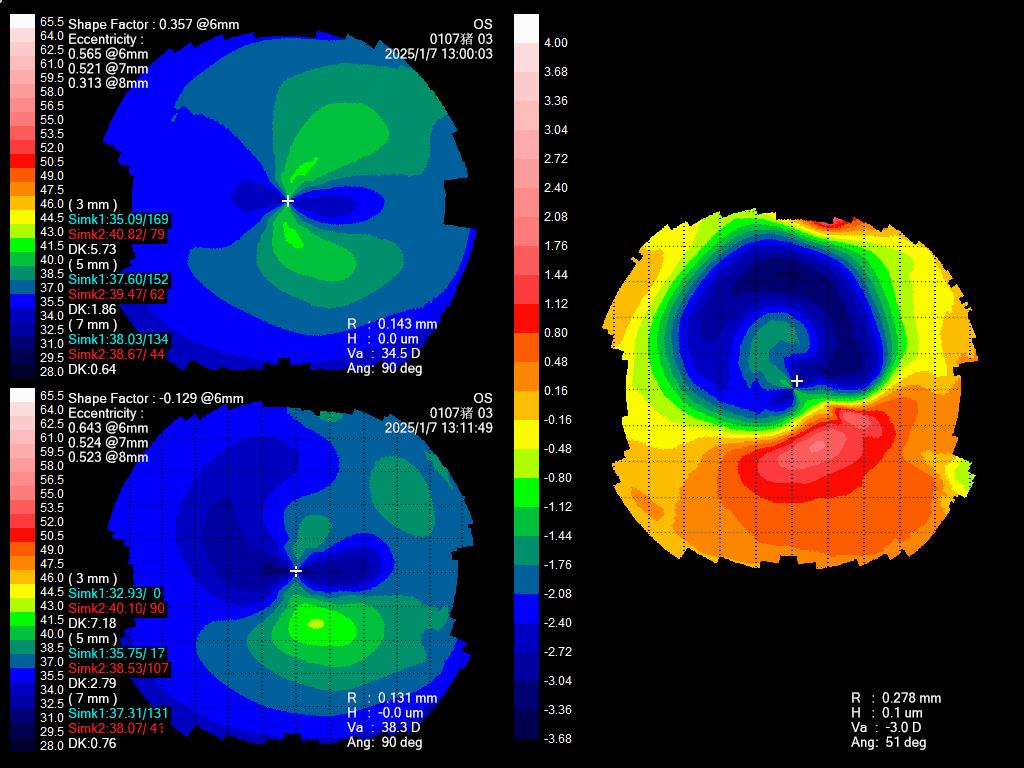 Shape Factor : 0.357 @6mm
Eccentricity :
0.565 @6mm
0.521 @7mm
0.313 @8mm
OS
0107猪 03
2025/1/7 13:00:03
65.5
64.0
62.5
61.0
59.5
58.0
56.5
55.0
53.5
52.0
50.5
49.0
47.5
46.0
44.5
43.0
41.5
40.0
38.5
37.0
35.5
34.0
32.5
31.0
29.5
28.0
( 3 mm )
Simk1:35.09/169
Simk2:40.82/ 79
DK:5.73
( 5 mm )
Simk1:37.60/152
Simk2:39.47/ 62
DK:1.86
( 7 mm )
Simk1:38.03/134
Simk2:38.67/ 44
DK:0.64
R : 0.143 mm
H : 0.0 um
Va : 34.5 D
Ang: 90 deg
Shape Factor : -0.129 @6mm
Eccentricity :
0.643 @6mm
0.524 @7mm
0.523 @8mm
OS
0107猪 03
2025/1/7 13:11:49
65.5
64.0
62.5
61.0
59.5
58.0
56.5
55.0
53.5
52.0
50.5
49.0
47.5
46.0
44.5
43.0
41.5
40.0
38.5
37.0
35.5
34.0
32.5
31.0
29.5
28.0
( 3 mm )
Simk1:32.93/ 0
Simk2:40.10/ 90
DK:7.18
( 5 mm )
Simk1:35.75/ 17
Simk2:38.53/107
DK:2.79
( 7 mm )
Simk1:37.31/131
Simk2:38.07/ 41
DK:0.76
R : 0.131 mm
H : -0.0 um
Va : 38.3 D
Ang: 90 deg
4.00
3.68
3.36
3.04
2.72
2.40
2.08
1.76
1.44
1.12
0.80
0.48
0.16
-0.16
-0.48
-0.80
-1.12
-1.44
-1.76
-2.08
-2.40
-2.72
-3.04
-3.36
-3.68
R : 0.278 mm
H : 0.1 um
Va : -3.0 D
Ang: 51 deg